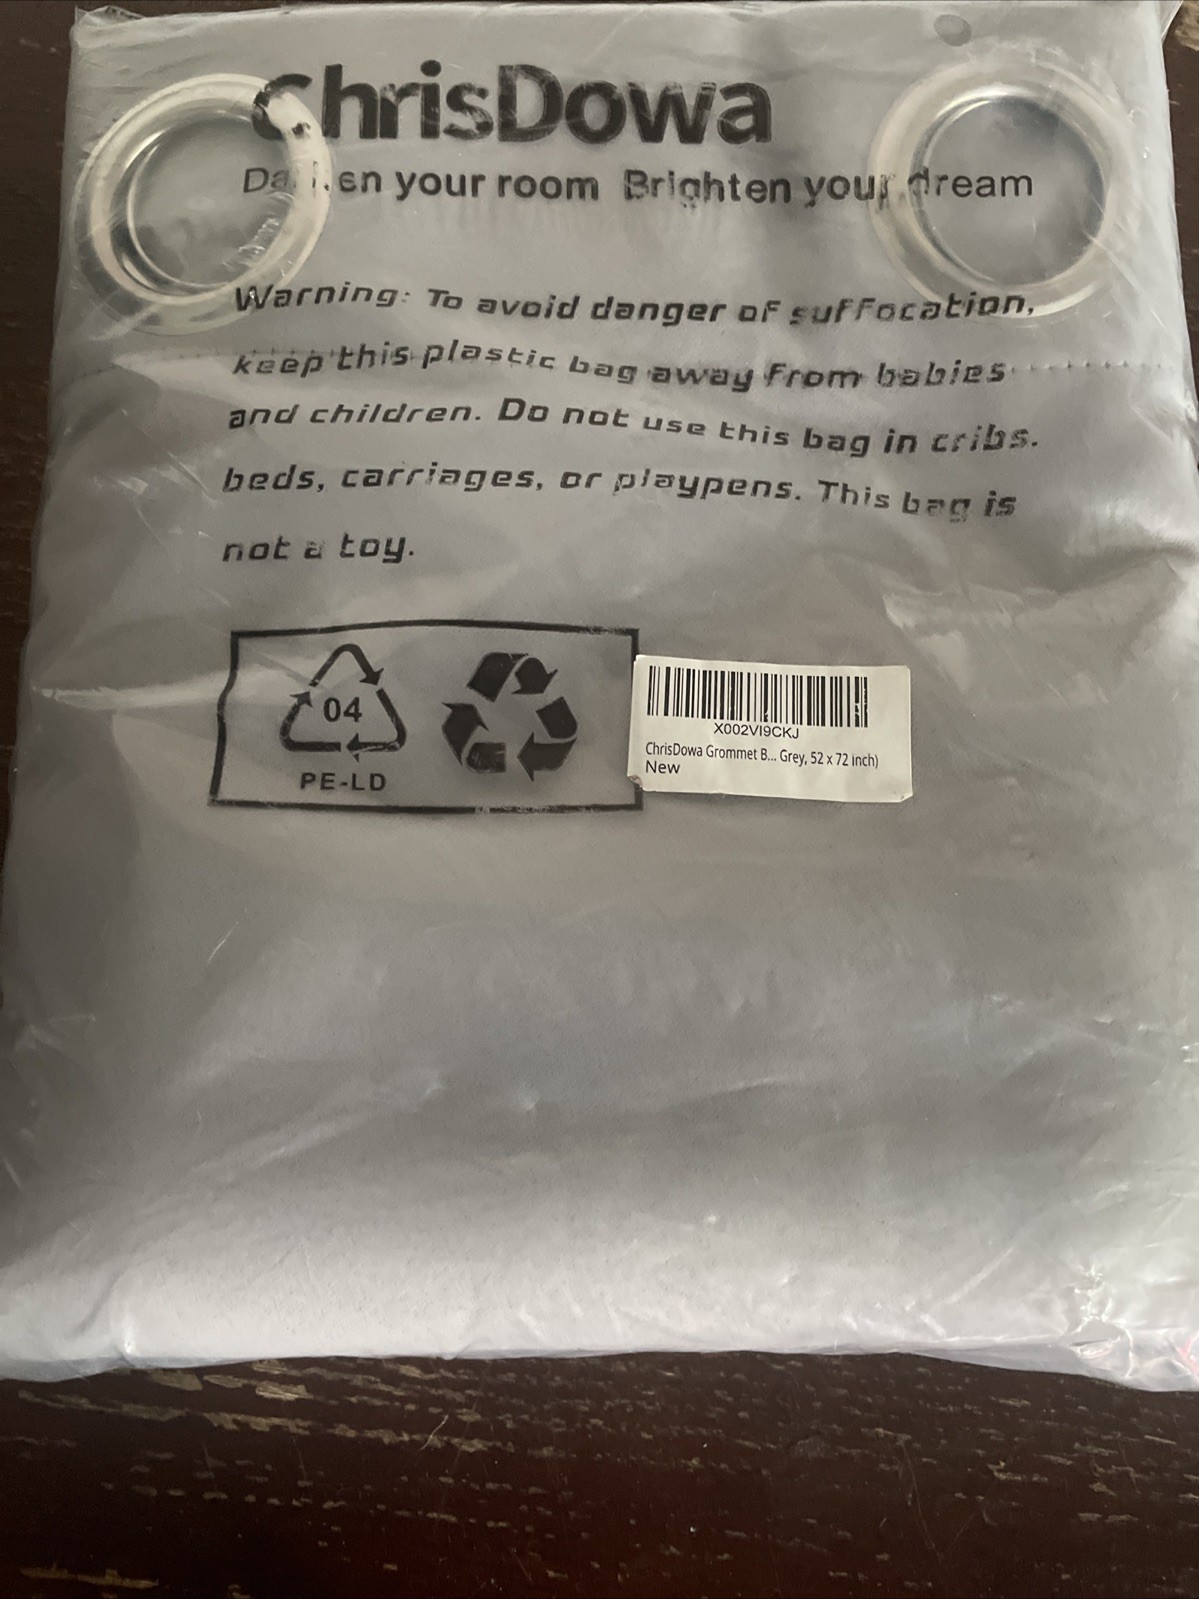 ChrisDowa
Darken your room Brighten your dream
Warning: To avoid danger of suffocation,
keep this plastic bag away from babies
and children. Do not use this bag in cribs.
beds, carriages, or playpens. This bag is
not a toy.
04
PE-LD
X002VI9CKJ
ChrisDowa Grommet B... Grey, 52 x 72 inch)
New